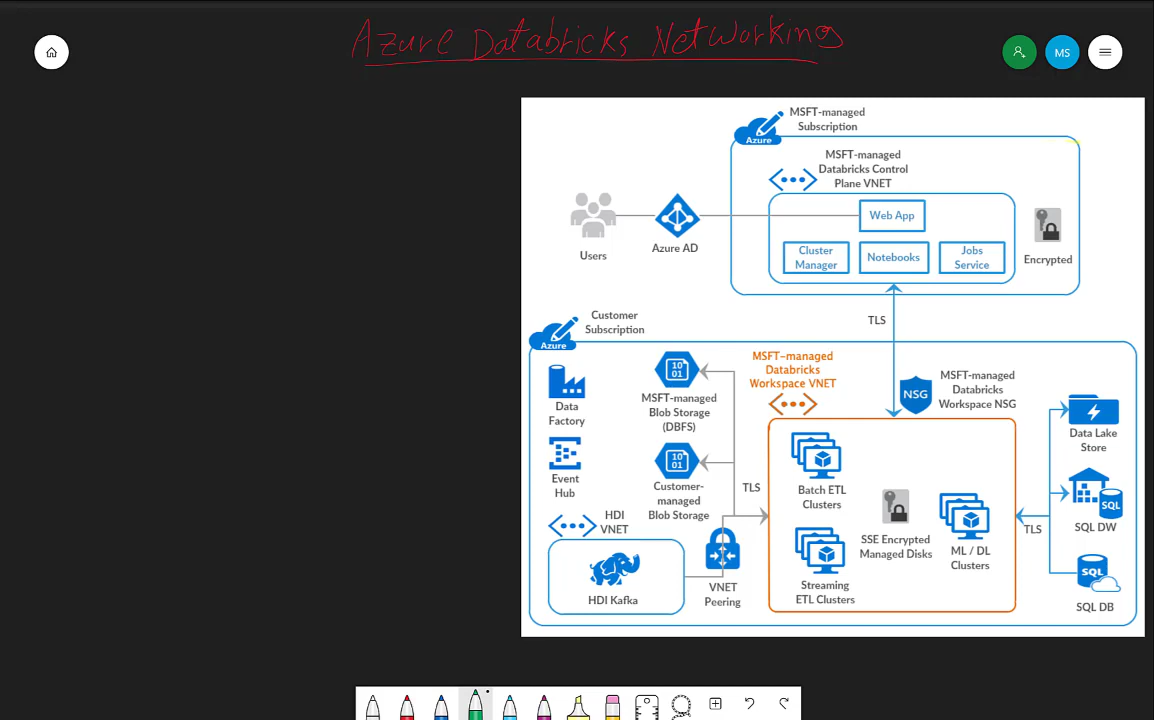 Azure Databricks Networking
MS
MSFT-managed
Subscription
Azure
MSFT-managed
Databricks Control
Plane VNET
Web App
Users
Azure AD
Cluster
Manager
Notebooks
Jobs
Service
Encrypted
TLS
Customer
Subscription
Azure
Data
Factory
Event
Hub
10
01
MSFT-managed
Blob Storage
(DBFS)
10
01
Customer-
managed
Blob Storage
MSFT-managed
Databricks
Workspace VNET
NSG
MSFT-managed
Databricks
Workspace NSG
TLS
Batch ETL
Clusters
SSE Encrypted
Managed Disks
ML / DL
Clusters
Streaming
ETL Clusters
HDI
VNET
HDI Kafka
VNET
Peering
TLS
Data Lake
Store
SQL
SQL DW
SQL
SQL DB